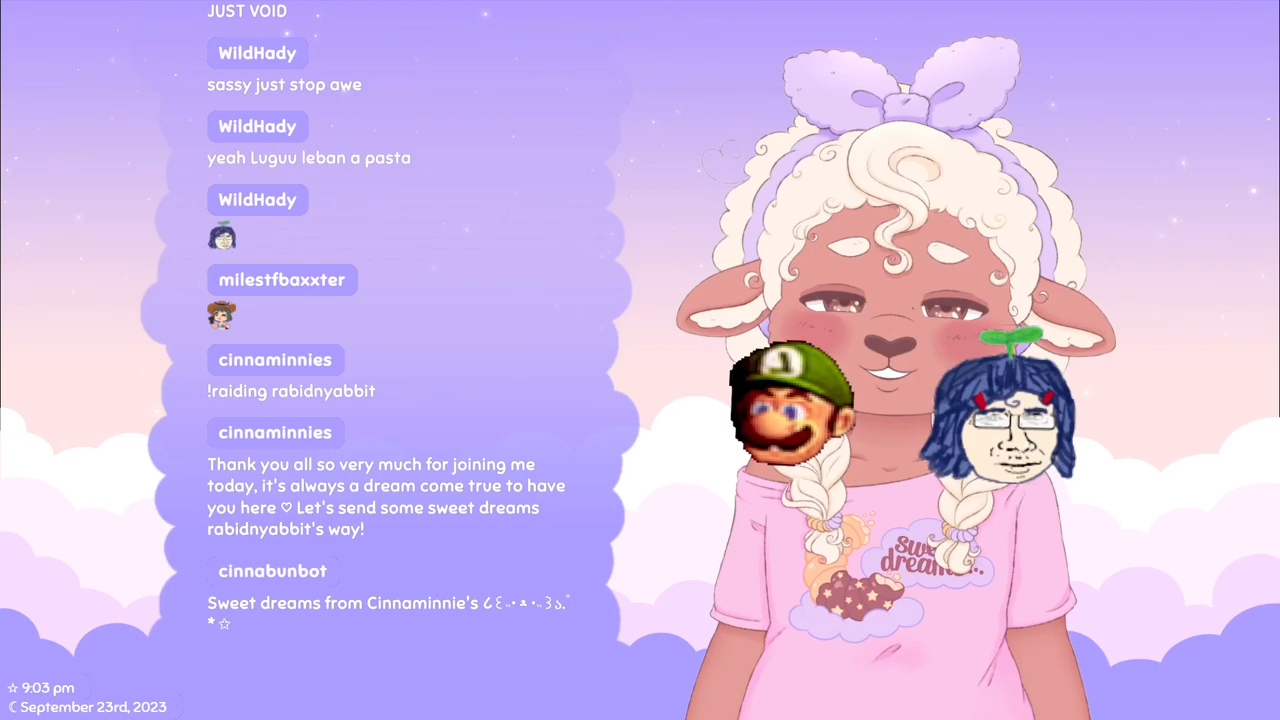 JUST VOID
WildHady
sassy just stop awe
WildHady
yeah Luguu leban a pasta
WildHady
milestfbaxxter
cinnaminnies
!raiding rabidnyabbit
cinnaminnies
Thank you all so very much for joining me
today, it's always a dream come true to have
you here ♡ Let's send some sweet dreams
rabidnyabbit's way!
cinnabunbot
Sweet dreams from Cinnaminnie's
*☆
☆ 9:03 pm
☾ September 23rd, 2023